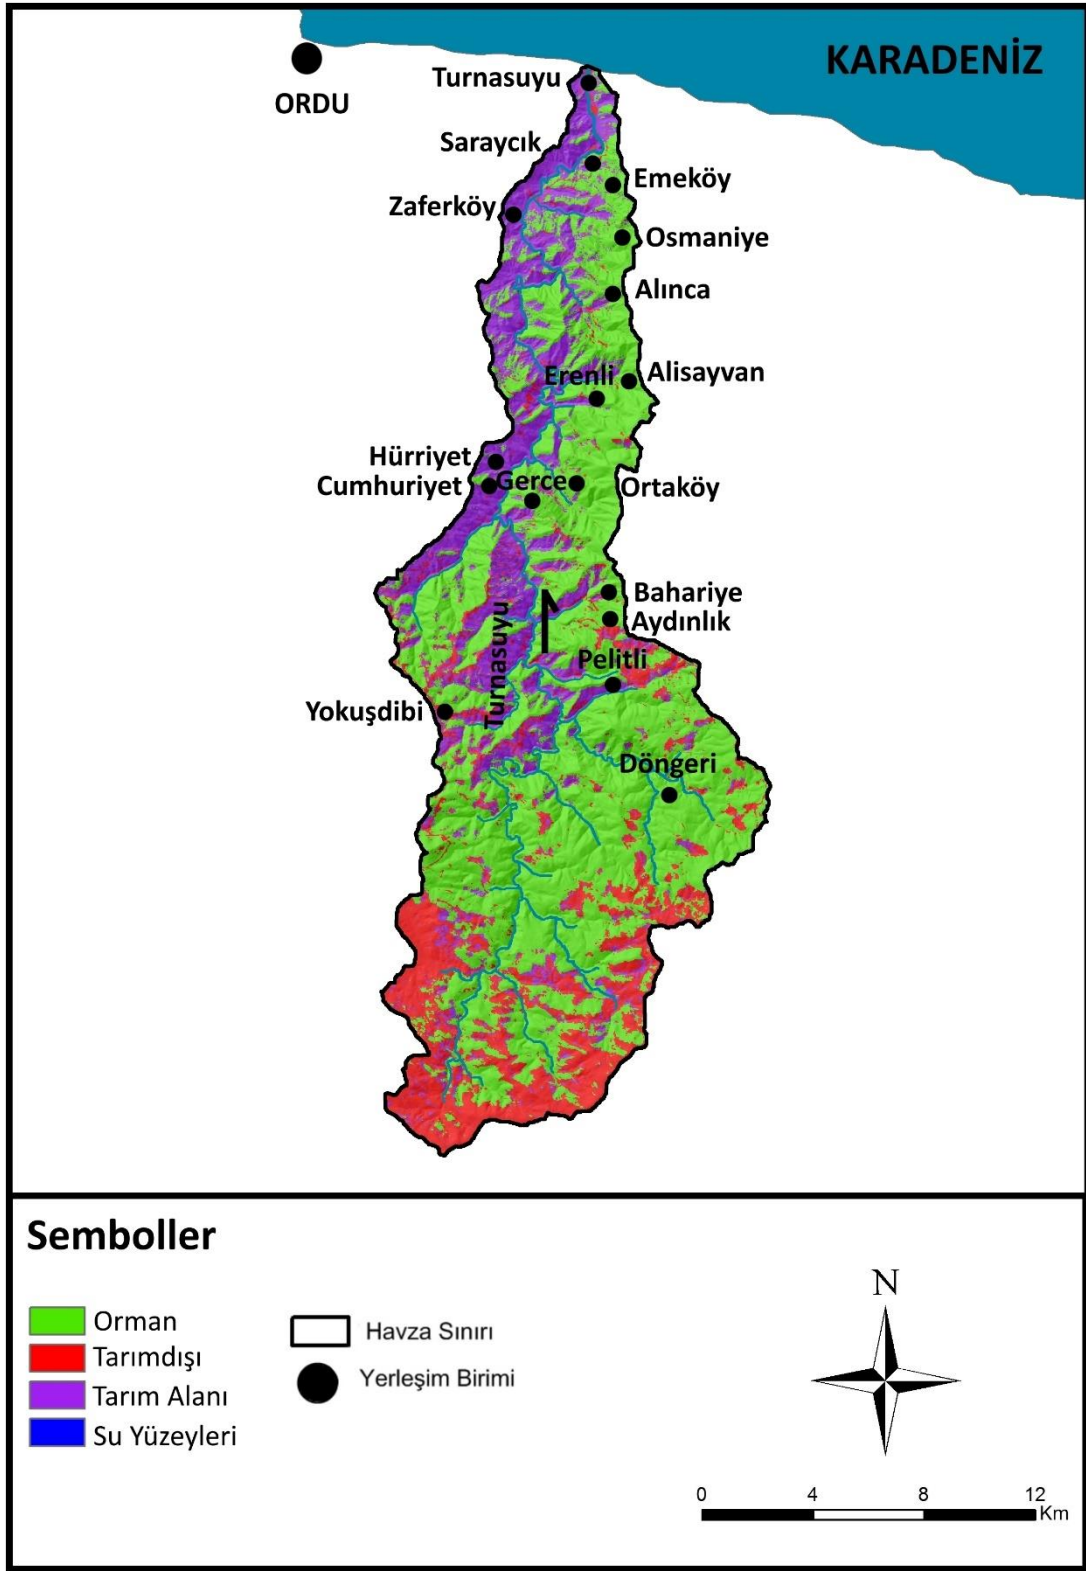 KARADENİZ
ORDU
Turnasuyu
Saraycık
Emeköy
Zaferköy
Osmaniye
Alınca
Alisayvan
Erenli
Hürriyet
Cumhuriyet
Gerce
Ortaköy
Bahariye
Aydınlık
Turnasuyu
Pelitli
Yokuşdibi
Döngeri
Semboller
Orman
Tarımdışı
Tarım Alanı
Su Yüzeyleri
Havza Sınırı
Yerleşim Birimi
N
0 4 8 12
Km